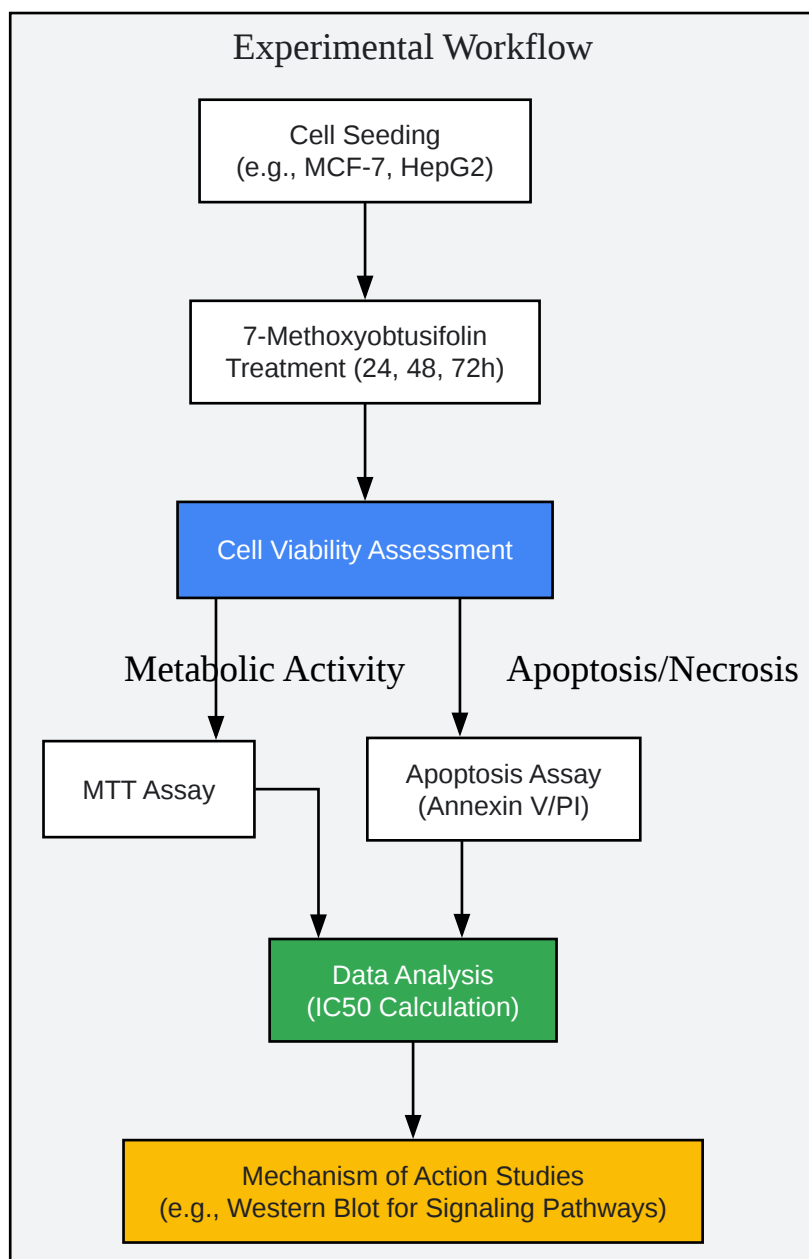 Experimental Workflow
Cell Seeding
(e.g., MCF-7, HepG2)
7-Methoxyobtusifolin
Treatment (24, 48, 72h)
Cell Viability Assessment
Metabolic Activity
Apoptosis/Necrosis
MTT Assay
Apoptosis Assay
(Annexin V/PI)
Data Analysis
(IC50 Calculation)
Mechanism of Action Studies
(e.g., Western Blot for Signaling Pathways)